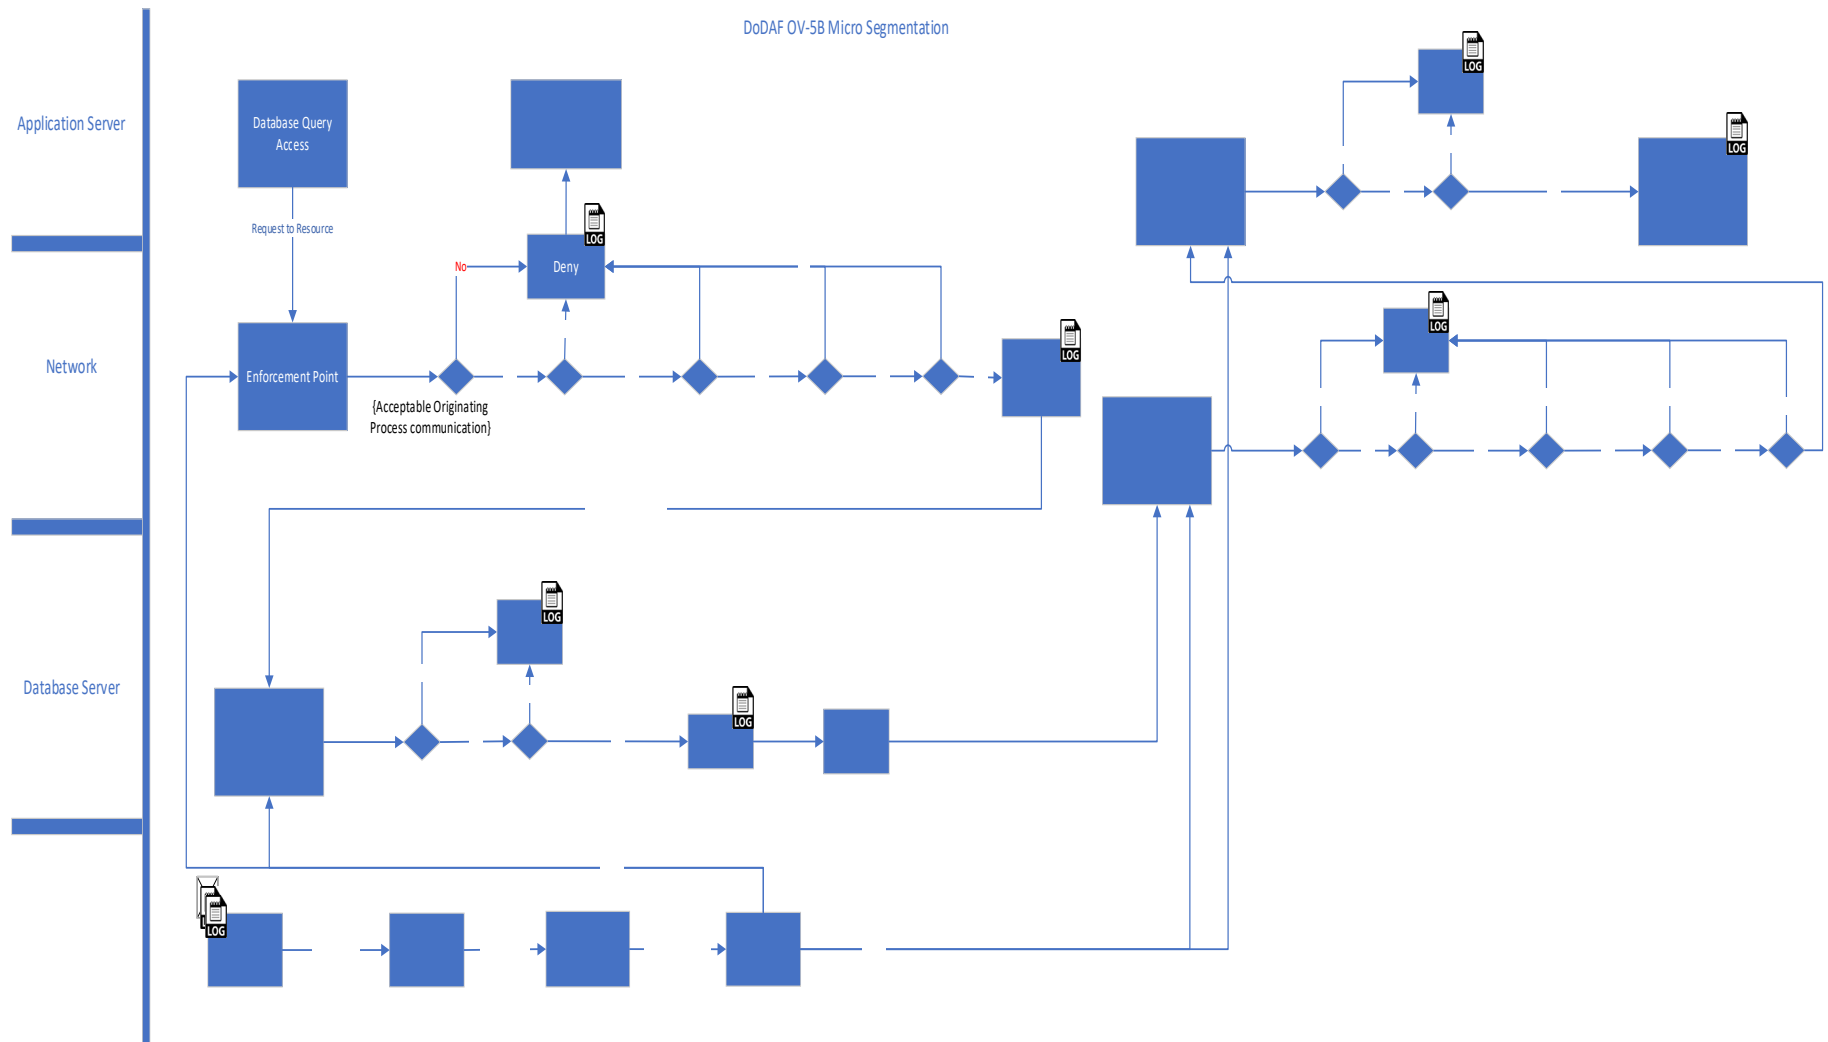 DoDAF OV-5B Micro Segmentation
LOG
Application Server
Database Query
Access
LOG
LOG
Request to Resource
No
Deny
LOG
LOG
Network
Enforcement Point
{Acceptable Originating
Process communication}
LOG
Database Server
LOG
LOG